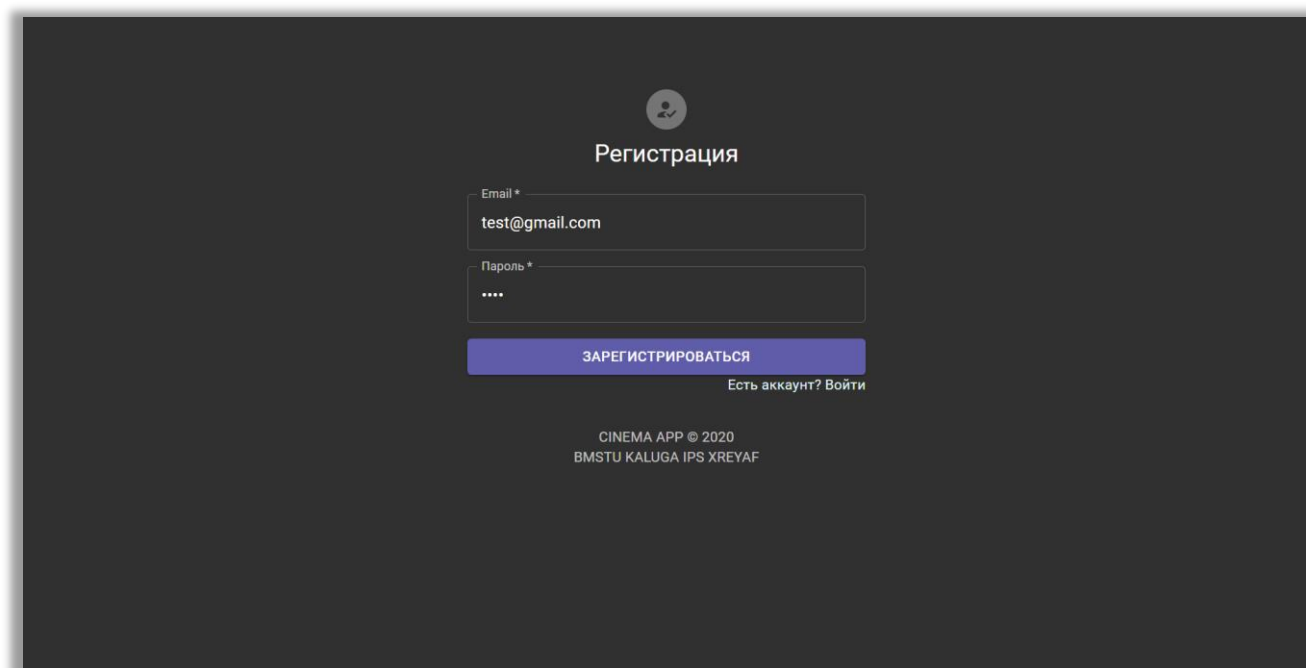 Регистрация
Email *
test@gmail.com
Пароль *
••••
ЗАРЕГИСТРИРОВАТЬСЯ
Есть аккаунт? Войти
CINEMA APP © 2020
BMSTU KALUGA IPS XREYAF